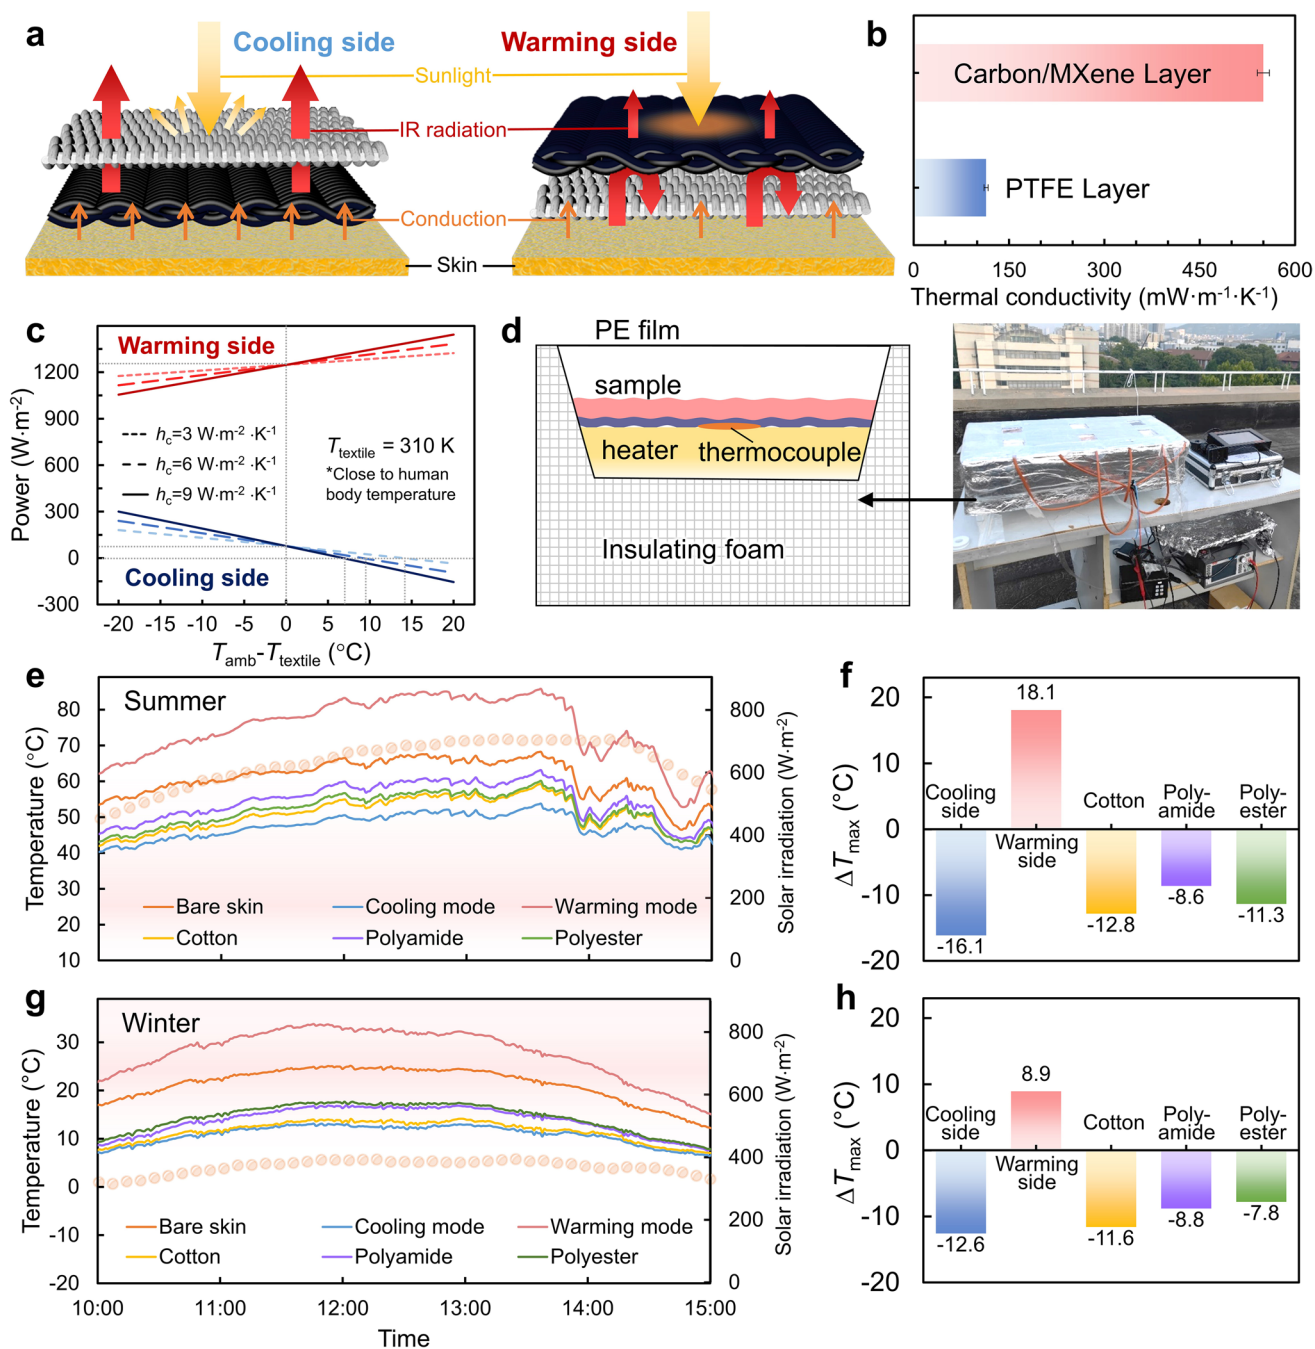 a
Cooling side
Warming side
Sunlight
IR radiation
Conduction
Skin
b
Carbon/MXene Layer
PTFE Layer
0 150 300 450 600
Thermal conductivity (mW·m⁻¹·K⁻¹)
c
Warming side
h_c=3 W·m⁻² ·K⁻¹
h_c=6 W·m⁻² ·K⁻¹
h_c=9 W·m⁻² ·K⁻¹
T_textile = 310 K
*Close to human
body temperature
Cooling side
Power (W·m⁻²)
1200
900
600
300
0
-300
-20 -15 -10 -5 0 5 10 15 20
T_amb-T_textile (°C)
d
PE film
sample
heater
thermocouple
Insulating foam
e
Summer
Temperature (°C)
80
70
60
50
40
30
20
10
Solar irradiation (W·m⁻²)
800
600
400
200
0
Bare skin Cooling mode Warming mode
Cotton Polyamide Polyester
f
ΔT_max (°C)
20
10
0
-10
-20
Cooling
side
Warming
side
Cotton
Poly-
amide
Poly-
ester
-16.1
18.1
-12.8
-8.6
-11.3
g
Winter
Temperature (°C)
30
20
10
0
-10
-20
Solar irradiation (W·m⁻²)
800
600
400
200
0
Bare skin Cooling mode Warming mode
Cotton Polyamide Polyester
10:00 11:00 12:00 13:00 14:00 15:00
Time
h
ΔT_max (°C)
20
10
0
-10
-20
Cooling
side
Warming
side
Cotton
Poly-
amide
Poly-
ester
-12.6
8.9
-11.6
-8.8
-7.8